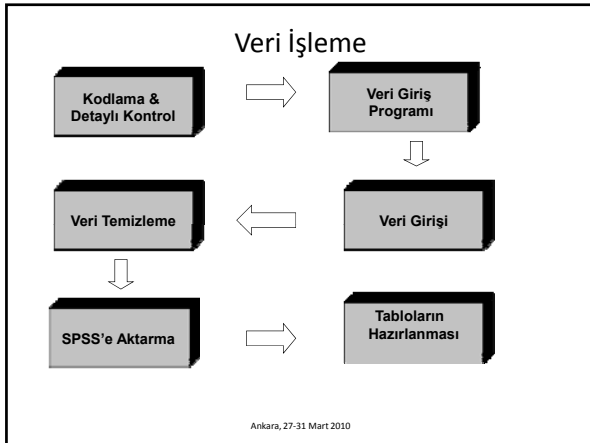 Veri İşleme
Kodlama &
Detaylı Kontrol
Veri Giriş
Programı
Veri Girişi
Veri Temizleme
SPSS'e Aktarma
Tabloların
Hazırlanması
Ankara, 27-31 Mart 2010